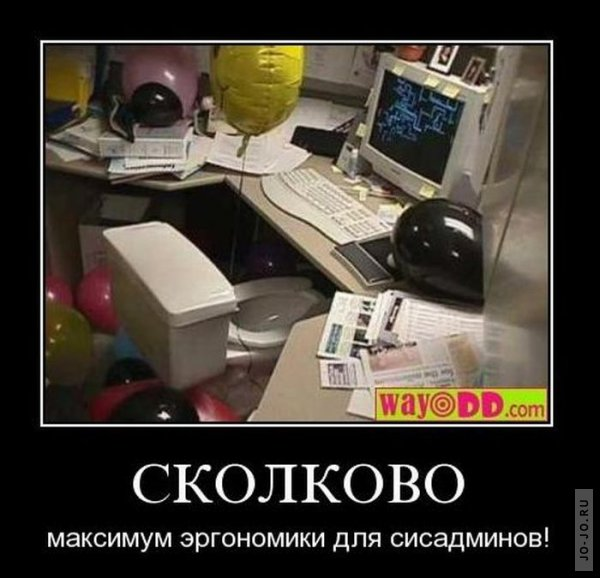 wayODD.com
СКОЛКОВО
максимум эргономики для сисадминов!
JO-JO.RU